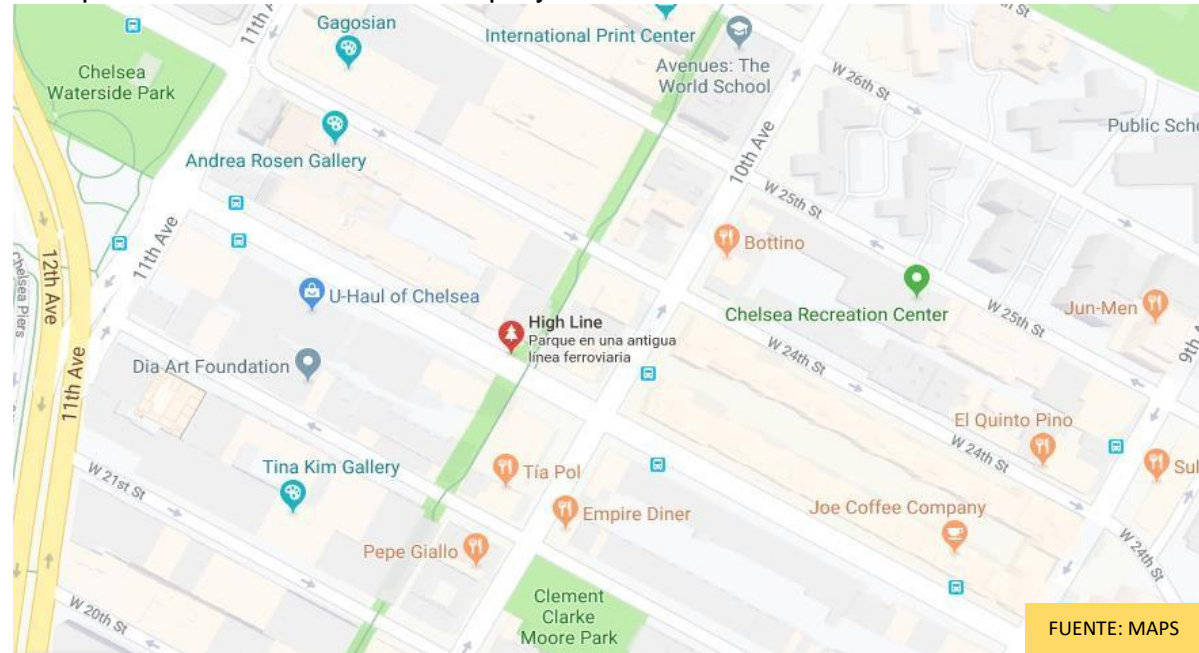 Gagosian
11th A
International Print Center
Avenues: The
World School
Chelsea
Waterside Park
W 26th St
Public Scho
Andrea Rosen Gallery
10th Ave
W 25th St
11th Ave
12th Ave
Bottino
Chelsea Piers
U-Haul of Chelsea
Chelsea Recreation Center
W 25th St
Jun-Men
High Line
Parque en una antigua
línea ferroviaria
W 24th St
9th
Dia Art Foundation
11th Ave
El Quinto Pino
W 24th St
Tina Kim Gallery
Tía Pol
Sul
W 21st St
Empire Diner
Joe Coffee Company
Pepe Giallo
W 24th St
Clement
Clarke
Moore Park
W 20th St
FUENTE: MAPS